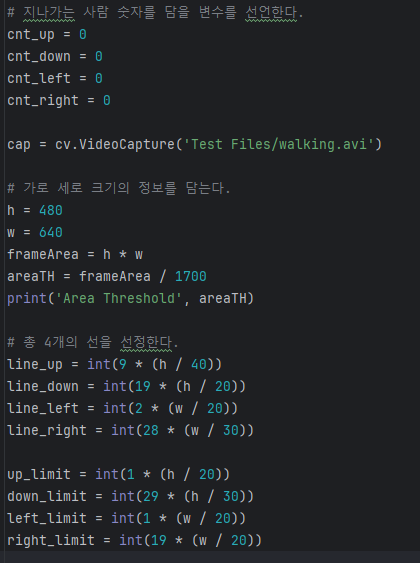 # 지나가는 사람 숫자를 담을 변수를 선언한다.
cnt_up = 0
cnt_down = 0
cnt_left = 0
cnt_right = 0
cap = cv.VideoCapture('Test Files/walking.avi')
# 가로 세로 크기의 정보를 담는다.
h = 480
w = 640
frameArea = h * w
areaTH = frameArea / 1700
print('Area Threshold', areaTH)
# 총 4개의 선을 선정한다.
line_up = int(9 * (h / 40))
line_down = int(19 * (h / 20))
line_left = int(2 * (w / 20))
line_right = int(28 * (w / 30))
up_limit = int(1 * (h / 20))
down_limit = int(29 * (h / 30))
left_limit = int(1 * (w / 20))
right_limit = int(19 * (w / 20))